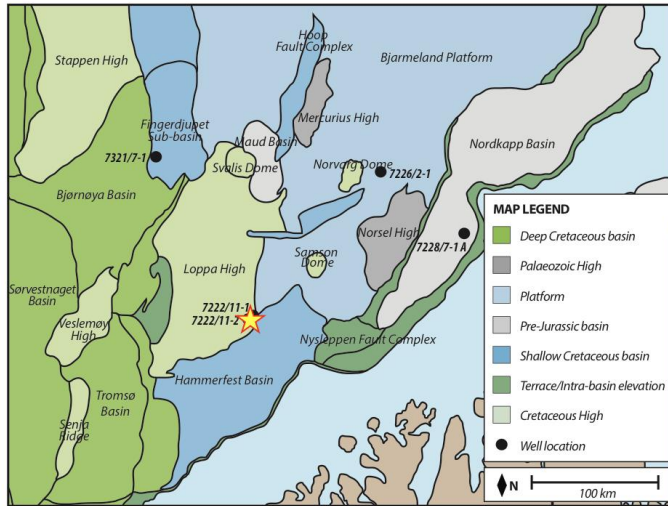 Stappen High
Hoop
Fault Complex
Bjarmeland Platform
Mercurius High
Fingerdjupet
Sub-basin
Maud Basin
7321/7-1
Svalis Dome
Norvarg Dome
7226/2-1
Nordkapp Basin
Bjørnøya Basin
Norsel High
7228/7-1 A
Loppa High
Samson
Dome
Sørvestnaget
Basin
Veslemøy
High
7222/11-1
7222/11-2
Nysleppen Fault Complex
Hammerfest Basin
Tromsø
Basin
Senja
Ridge
MAP LEGEND
Deep Cretaceous basin
Palaeozoic High
Platform
Pre-Jurassic basin
Shallow Cretaceous basin
Terrace/Intra-basin elevation
Cretaceous High
Well location
N
100 km